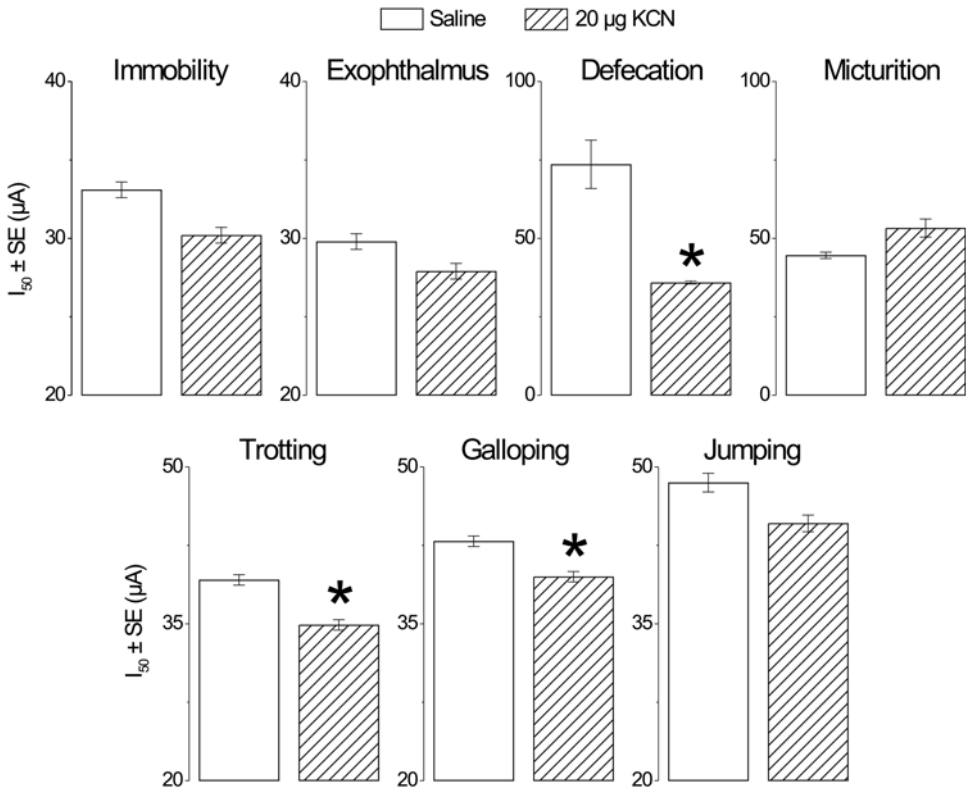 Saline 20 µg KCN
Immobility Exophthalmus Defecation Micturition
40 40 100 100
I₅₀ ± SE (µA)
30 30 50 * 50
20 20 0 0
Trotting Galloping Jumping
50 50 50
I₅₀ ± SE (µA)
35 * 35 * 35
20 20 20